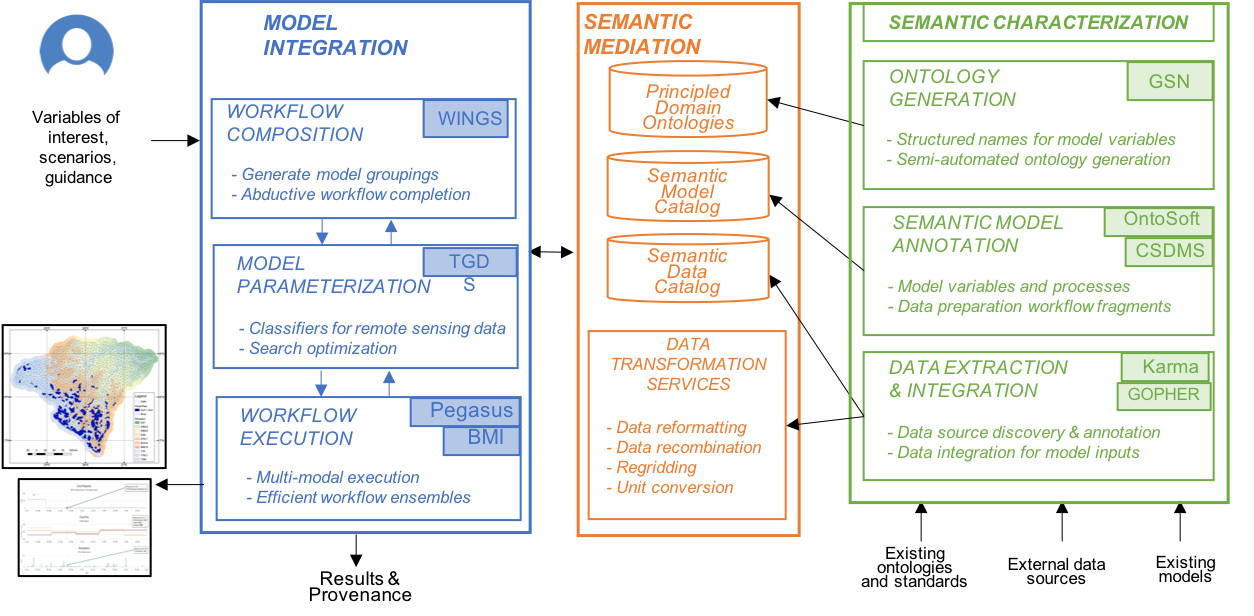 Variables of
interest,
scenarios,
guidance
MODEL
INTEGRATION
WORKFLOW
COMPOSITION
WINGS
- Generate model groupings
- Abductive workflow completion
MODEL
PARAMETERIZATION
TGD
S
- Classifiers for remote sensing data
- Search optimization
WORKFLOW
EXECUTION
Pegasus
BMI
- Multi-modal execution
- Efficient workflow ensembles
Results &
Provenance
SEMANTIC
MEDIATION
Principled
Domain
Ontologies
Semantic
Model
Catalog
Semantic
Data
Catalog
DATA
TRANSFORMATION
SERVICES
- Data reformatting
- Data recombination
- Regridding
- Unit conversion
SEMANTIC CHARACTERIZATION
ONTOLOGY
GENERATION
GSN
- Structured names for model variables
- Semi-automated ontology generation
SEMANTIC MODEL
ANNOTATION
OntoSoft
CSDMS
- Model variables and processes
- Data preparation workflow fragments
DATA EXTRACTION
& INTEGRATION
Karma
GOPHER
- Data source discovery & annotation
- Data integration for model inputs
Existing
ontologies
and standards
External data
sources
Existing
models